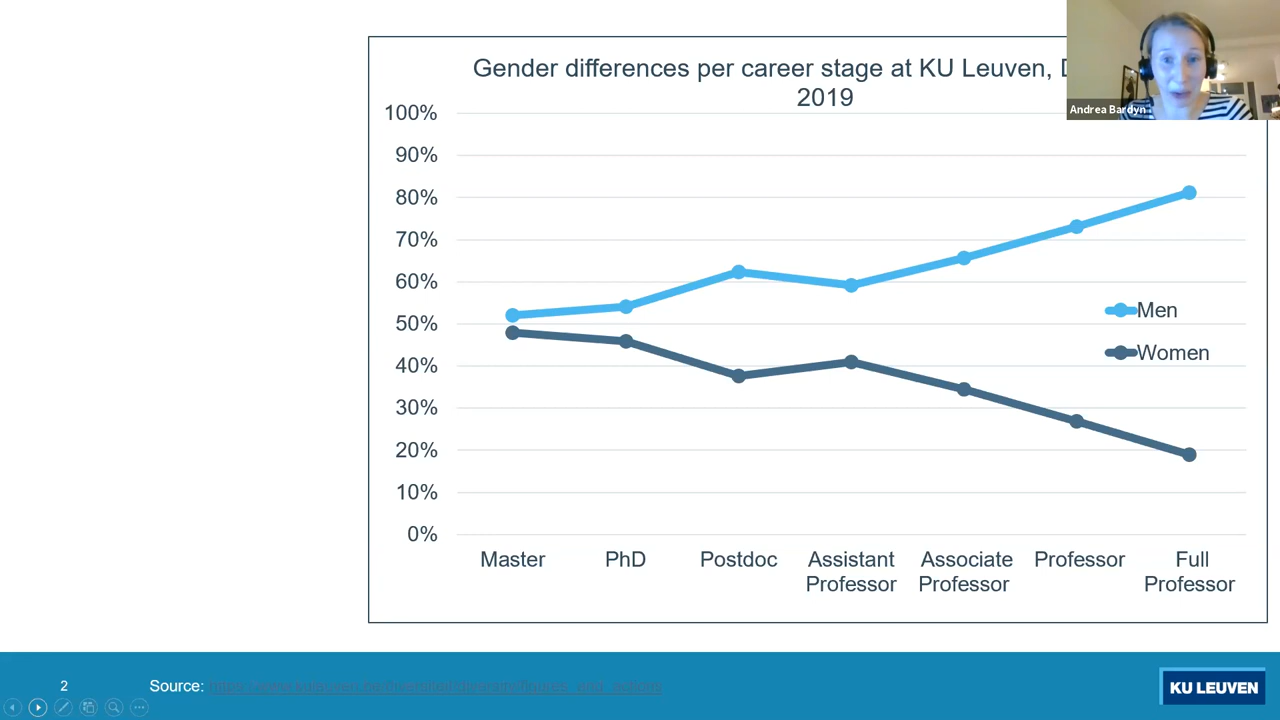 Gender differences per career stage at KU Leuven,
2019
Andrea Bardyn
100%
90%
80%
70%
60%
50%
40%
30%
20%
10%
0%
Men
Women
Master
PhD
Postdoc
Assistant
Professor
Associate
Professor
Professor
Full
Professor
2
Source:
KU LEUVEN